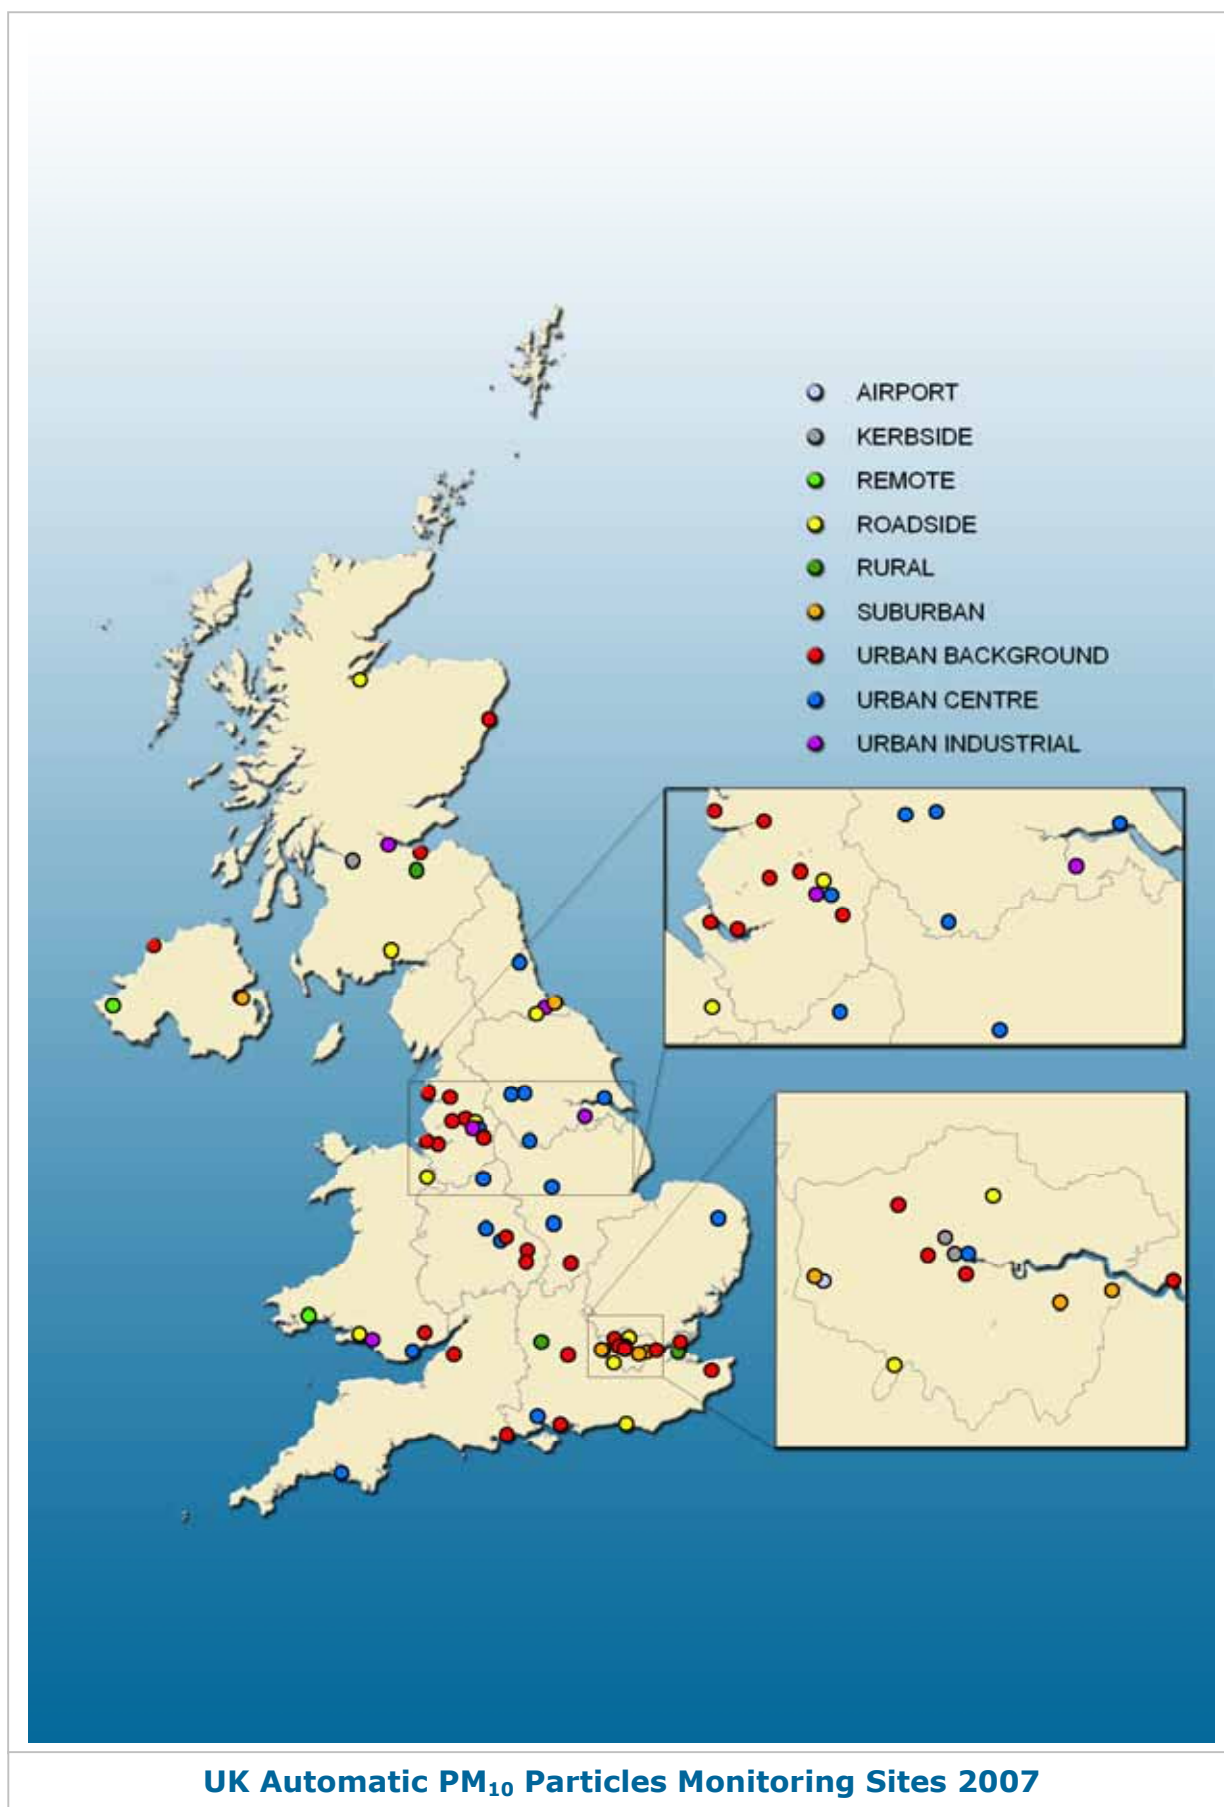 AIRPORT
KERBSIDE
REMOTE
ROADSIDE
RURAL
SUBURBAN
URBAN BACKGROUND
URBAN CENTRE
URBAN INDUSTRIAL
UK Automatic PM₁₀ Particles Monitoring Sites 2007